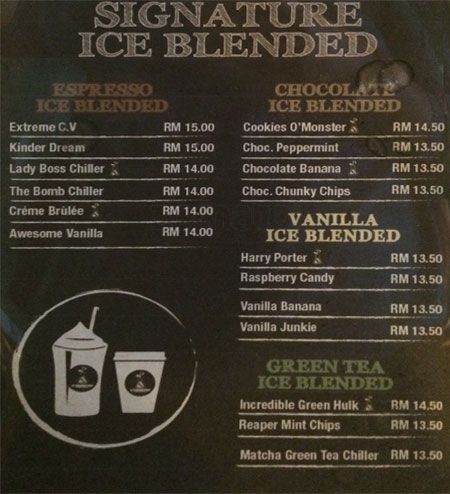 SIGNATURE
ICE BLENDED
ESPRESSO
ICE BLENDED
Extreme C.V RM 15.00
Kinder Dream RM 15.00
Lady Boss Chiller RM 14.00
The Bomb Chiller RM 14.00
Créme Brûlée RM 14.00
Awesome Vanilla RM 14.00
CHOCOLATE
ICE BLENDED
Cookies O'Monster RM 14.50
Choc. Peppermint RM 13.50
Chocolate Banana RM 13.50
Choc. Chunky Chips RM 13.50
VANILLA
ICE BLENDED
Harry Porter RM 13.50
Raspberry Candy RM 13.50
Vanilla Banana RM 13.50
Vanilla Junkie RM 13.50
GREEN TEA
ICE BLENDED
Incredible Green Hulk RM 14.50
Reaper Mint Chips RM 13.50
Matcha Green Tea Chiller RM 13.50